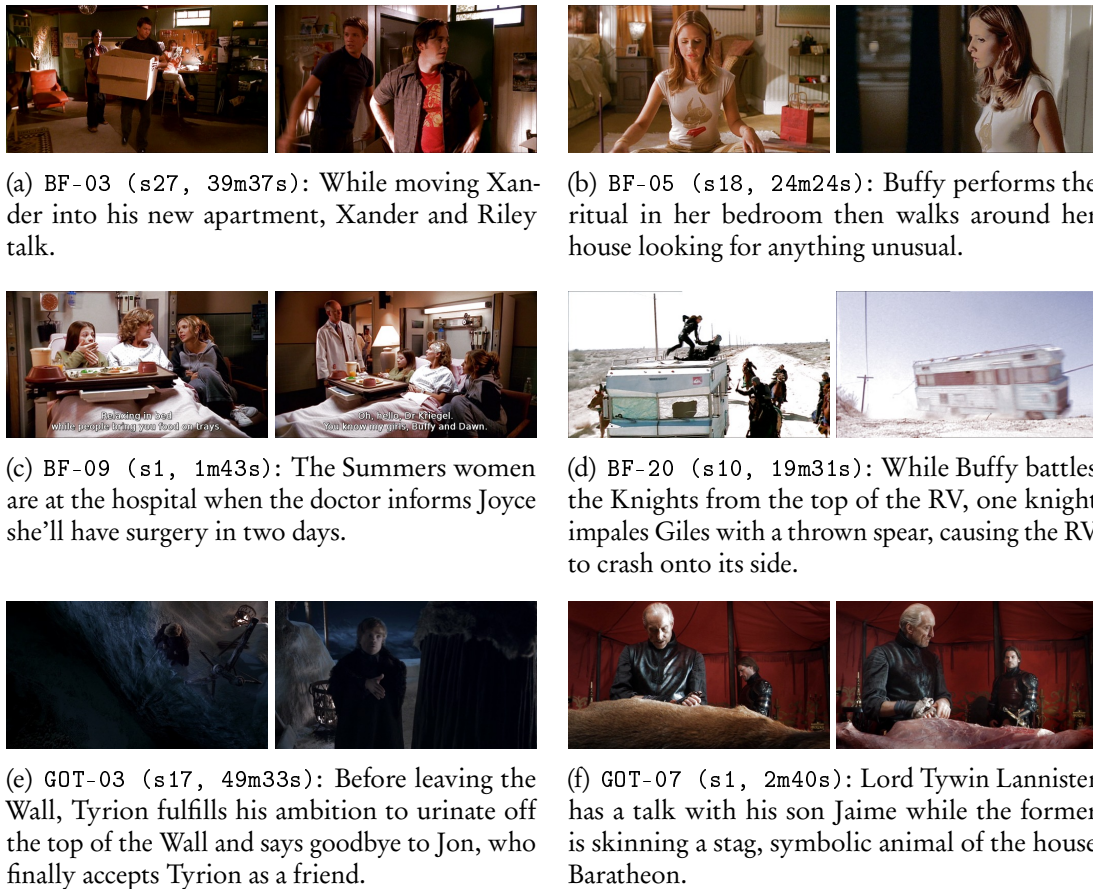 (a) BF-03 (s27, 39m37s): While moving Xan-
der into his new apartment, Xander and Riley
talk.
(b) BF-05 (s18, 24m24s): Buffy performs the
ritual in her bedroom then walks around her
house looking for anything unusual.
Relaxing in bed
while people bring you food on trays
Oh, hello, Dr Kriegel.
You know my girls, Buffy and Dawn.
(c) BF-09 (s1, 1m43s): The Summers women
are at the hospital when the doctor informs Joyce
she'll have surgery in two days.
(d) BF-20 (s10, 19m31s): While Buffy battles
the Knights from the top of the RV, one knight
impales Giles with a thrown spear, causing the RV
to crash onto its side.
(e) GOT-03 (s17, 49m33s): Before leaving the
Wall, Tyrion fulfills his ambition to urinate off
the top of the Wall and says goodbye to Jon, who
finally accepts Tyrion as a friend.
(f) GOT-07 (s1, 2m40s): Lord Tywin Lannister
has a talk with his son Jaime while the former
is skinning a stag, symbolic animal of the house
Baratheon.